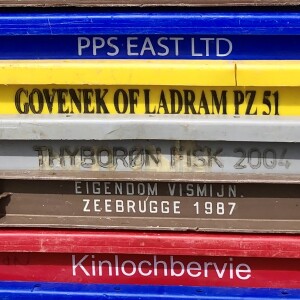 PPS EAST LTD
GOVENEK OF LADRAM PZ 51
THYBORØN FISK 2004
EIGENDOM VISMIJN.
ZEEBRUGGE 1987
Kinlochbervie